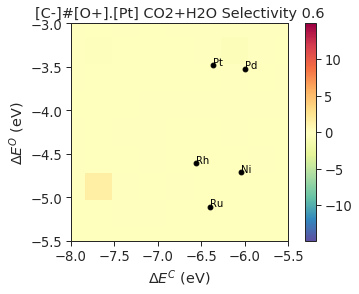 [C-]#[O+].[Pt] CO2+H2O Selectivity 0.6
−3.0
−3.5
−4.0
−4.5
−5.0
−5.5
ΔE^O (eV)
Pt
Pd
Rh
Ni
Ru
−8.0 −7.5 −7.0 −6.5 −6.0 −5.5
ΔE^C (eV)
10
5
0
−5
−10